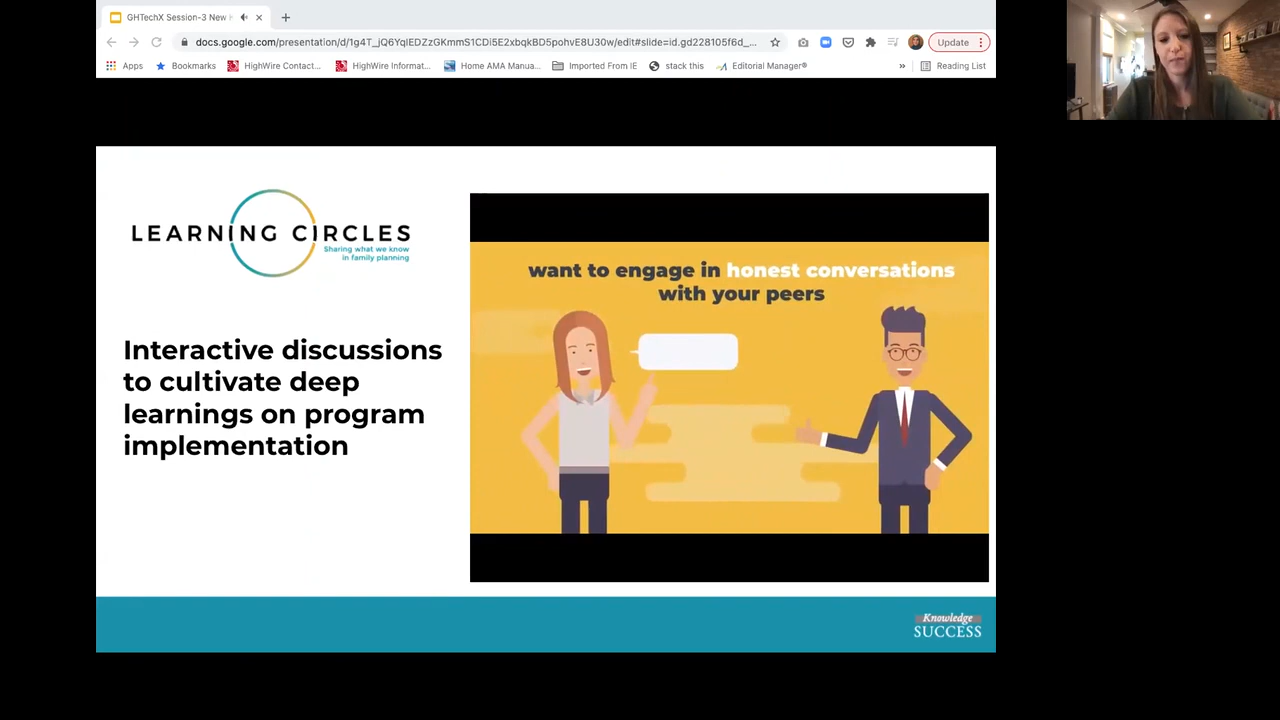 GHTechX Session-3 New
docs.google.com/presentation/d/1g4T_jQ6YqIEDZzGKmmS1CDi5E2xbqkBD5pohvE8U30w/edit#slide=id.gd228105f6d_...
Update
Apps
Bookmarks
HighWire Contact...
HighWire Informat...
Home AMA Manua...
Imported From IE
stack this
Editorial Manager®
»
Reading List
LEARNING CIRCLES
Sharing what we know
in family planning
Interactive discussions
to cultivate deep
learnings on program
implementation
want to engage in honest conversations
with your peers
Knowledge
SUCCESS